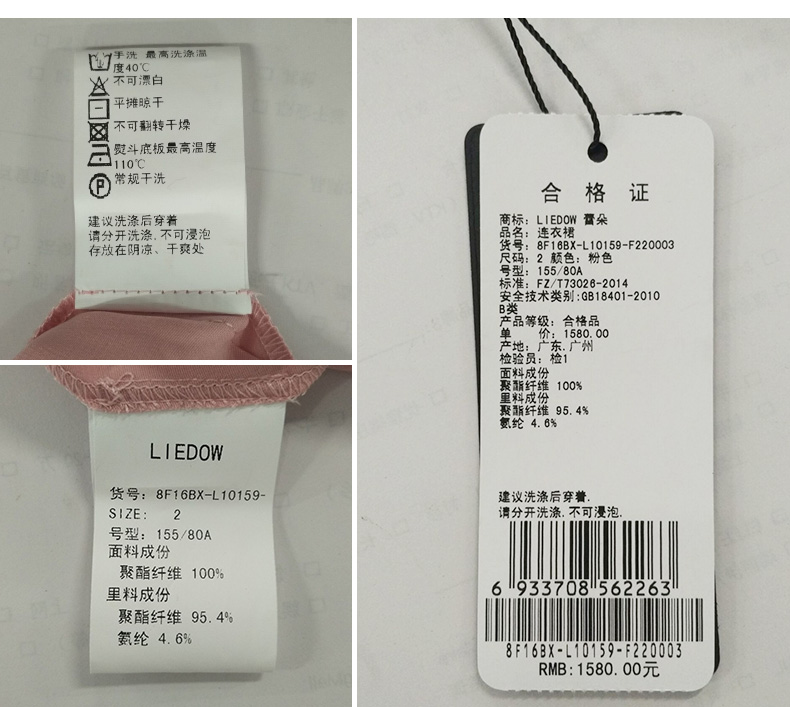 手洗 最高洗涤温
度40℃
不可漂白
平摊晾干
不可翻转干燥
熨斗底板最高温度
110℃
P 常规干洗
建议洗涤后穿着
请分开洗涤,不可浸泡
存放在阴凉、干爽处
LIEDOW
货号: 8F16BX-L10159-
SIZE: 2
号型: 155/80A
面料成份
聚酯纤维 100%
里料成份
聚酯纤维 95.4%
氨纶 4.6%
合格证
商标: LIEDOW 蕾朵
品名: 连衣裙
货号: 8F16BX-L10159-F220003
尺码: 2 颜色: 粉色
号型: 155/80A
标准: FZ/T73026-2014
安全技术类别:GB18401-2010
B类
产品等级: 合格品
单 价: 1580.00
产地: 广东.广州
检验员: 检1
面料成份
聚酯纤维 100%
里料成份
聚酯纤维 95.4%
氨纶 4.6%
建议洗涤后穿着.
请分开洗涤.不可浸泡.
6 933708 562263
8F16BX-L10159-F220003
RMB:1580.00元